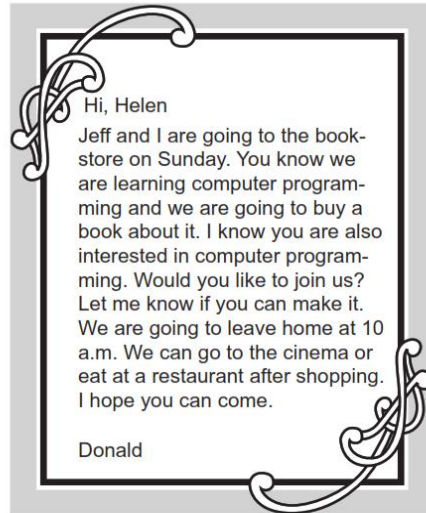 Hi, Helen
Jeff and I are going to the book-
store on Sunday. You know we
are learning computer program-
ming and we are going to buy a
book about it. I know you are also
interested in computer program-
ming. Would you like to join us?
Let me know if you can make it.
We are going to leave home at 10
a.m. We can go to the cinema or
eat at a restaurant after shopping.
I hope you can come.
Donald